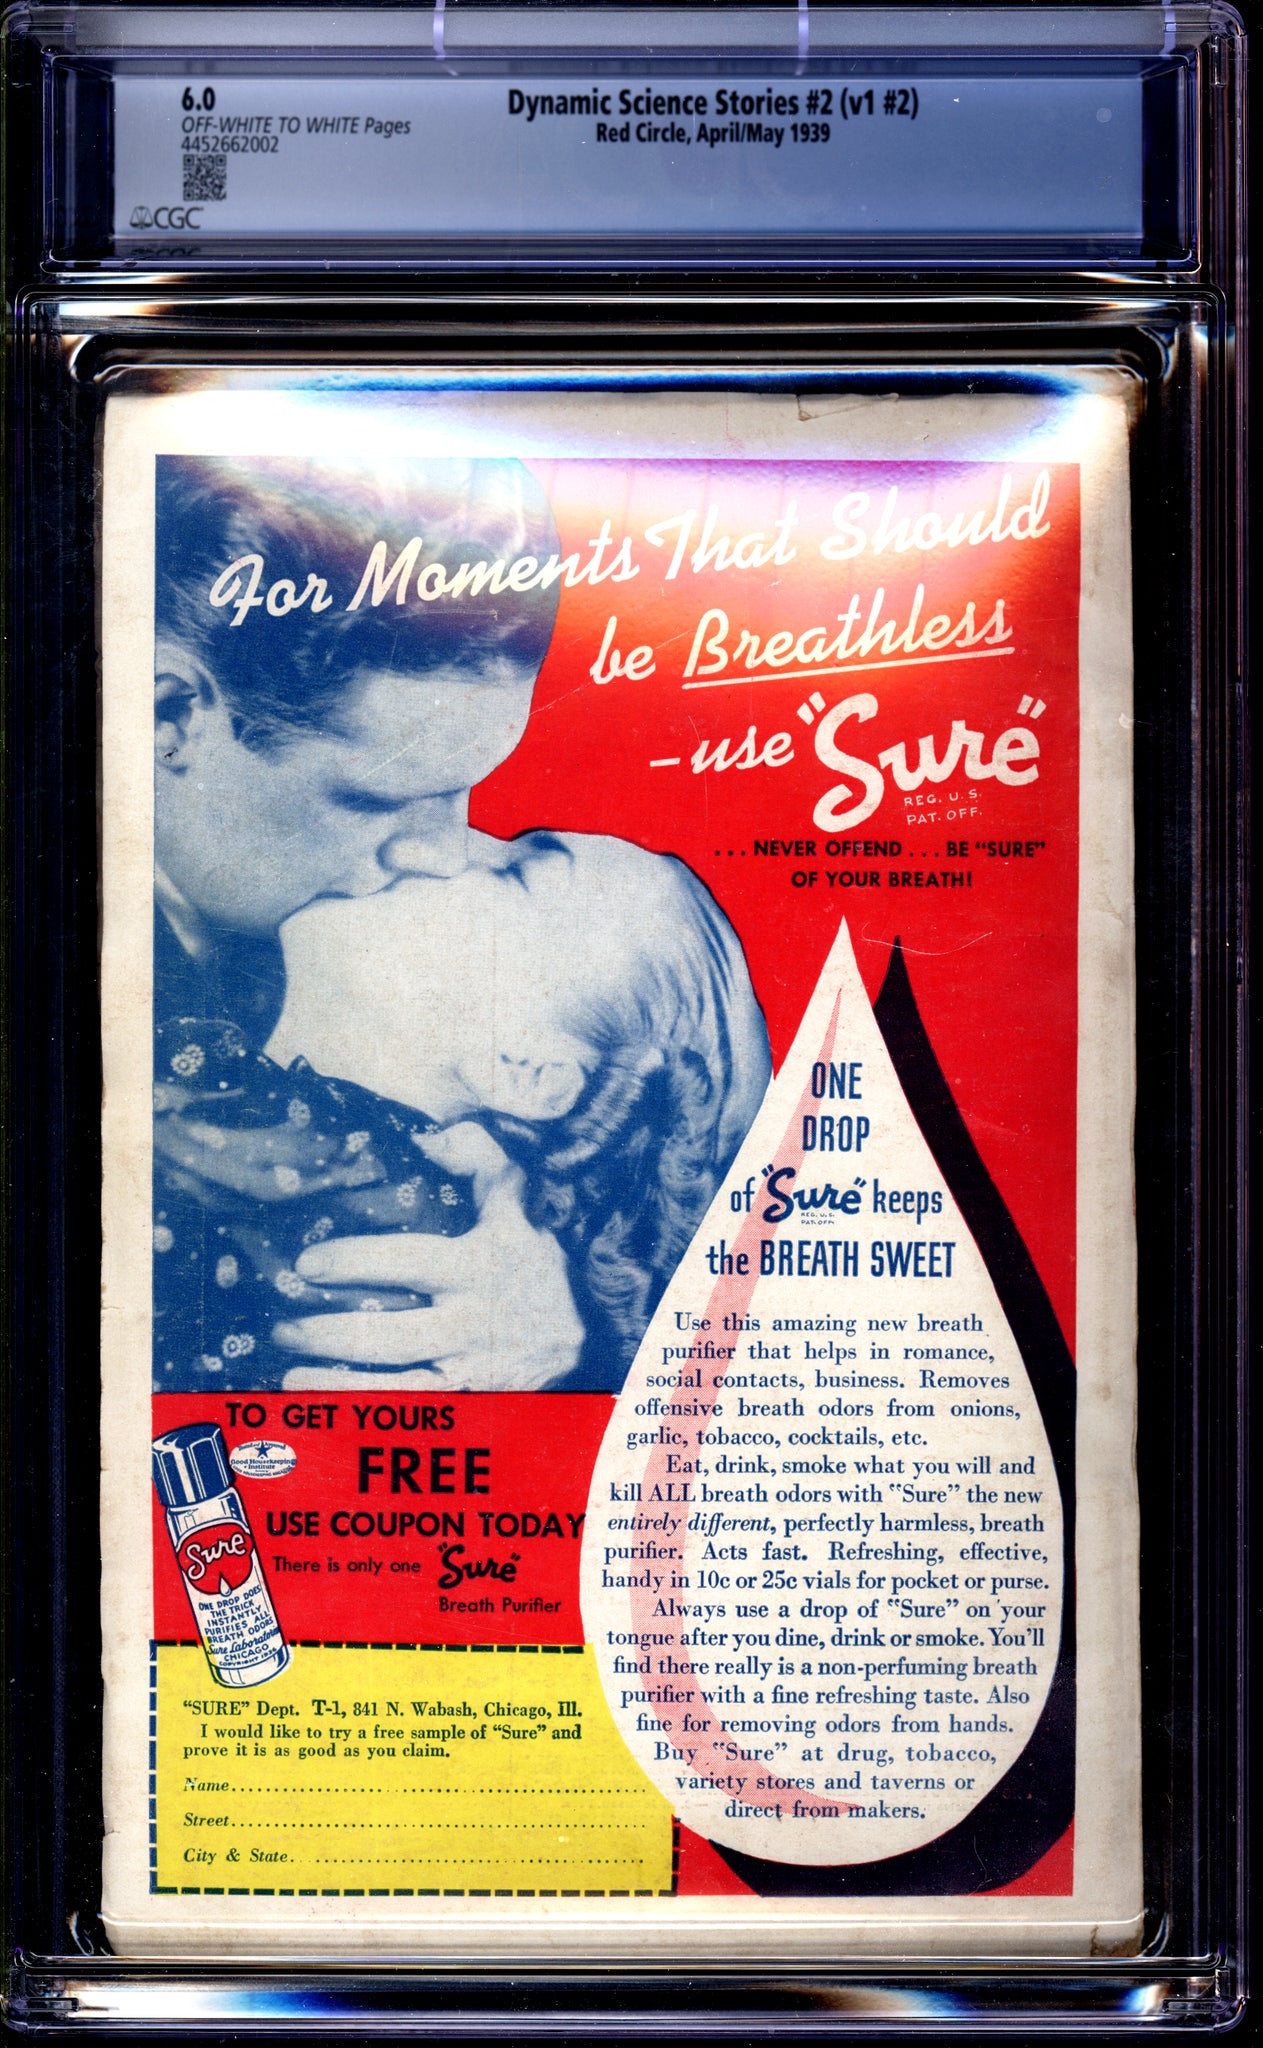 6.0
OFF-WHITE TO WHITE Pages
4452662002
CGC
Dynamic Science Stories #2 (v1 #2)
Red Circle, April/May 1939
For Moments That Should
be Breathless
—use "Sure"
REG. U. S.
PAT. OFF.
... NEVER OFFEND ... BE "SURE"
OF YOUR BREATH!
ONE
DROP
of "Sure" keeps
REG. U.S.
PAT. OFF.
the BREATH SWEET
Use this amazing new breath
purifier that helps in romance,
social contacts, business. Removes
offensive breath odors from onions,
garlic, tobacco, cocktails, etc.
Eat, drink, smoke what you will and
kill ALL breath odors with "Sure" the new
entirely different, perfectly harmless, breath
purifier. Acts fast. Refreshing, effective,
handy in 10c or 25c vials for pocket or purse.
Always use a drop of "Sure" on your
tongue after you dine, drink or smoke. You'll
find there really is a non-perfuming breath
purifier with a fine refreshing taste. Also
fine for removing odors from hands.
Buy "Sure" at drug, tobacco,
variety stores and taverns or
direct from makers.
TO GET YOURS
FREE
USE COUPON TODAY
There is only one "Sure"
Breath Purifier
Good Housekeeping
Institute
Sure
ONE DROP DOES
THE TRICK
INSTANTLY
PURIFIES ALL
BREATH ODORS
Sure Laboratories
CHICAGO
"SURE" Dept. T-1, 841 N. Wabash, Chicago, Ill.
I would like to try a free sample of "Sure" and
prove it is as good as you claim.
Name
Street
City & State